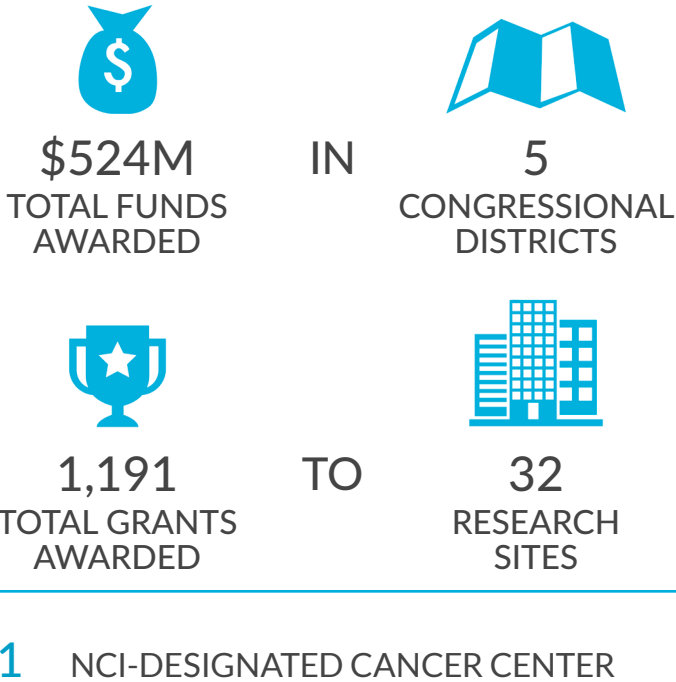 $
$524M IN 5
TOTAL FUNDS CONGRESSIONAL
AWARDED DISTRICTS
1,191 TO 32
TOTAL GRANTS RESEARCH
AWARDED SITES
1 NCI-DESIGNATED CANCER CENTER